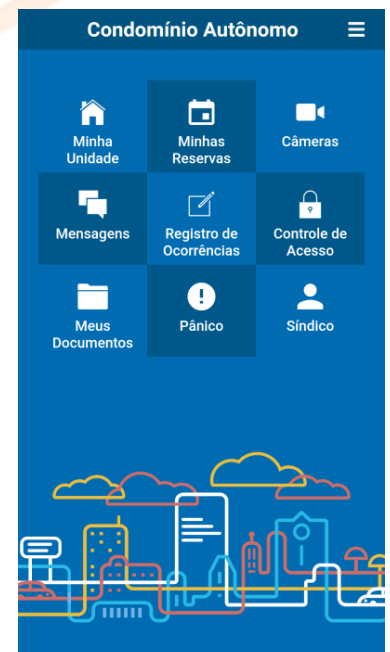 Condomínio Autônomo
Minha
Unidade
Minhas
Reservas
Câmeras
Mensagens
Registro de
Ocorrências
Controle de
Acesso
Meus
Documentos
Pânico
Síndico